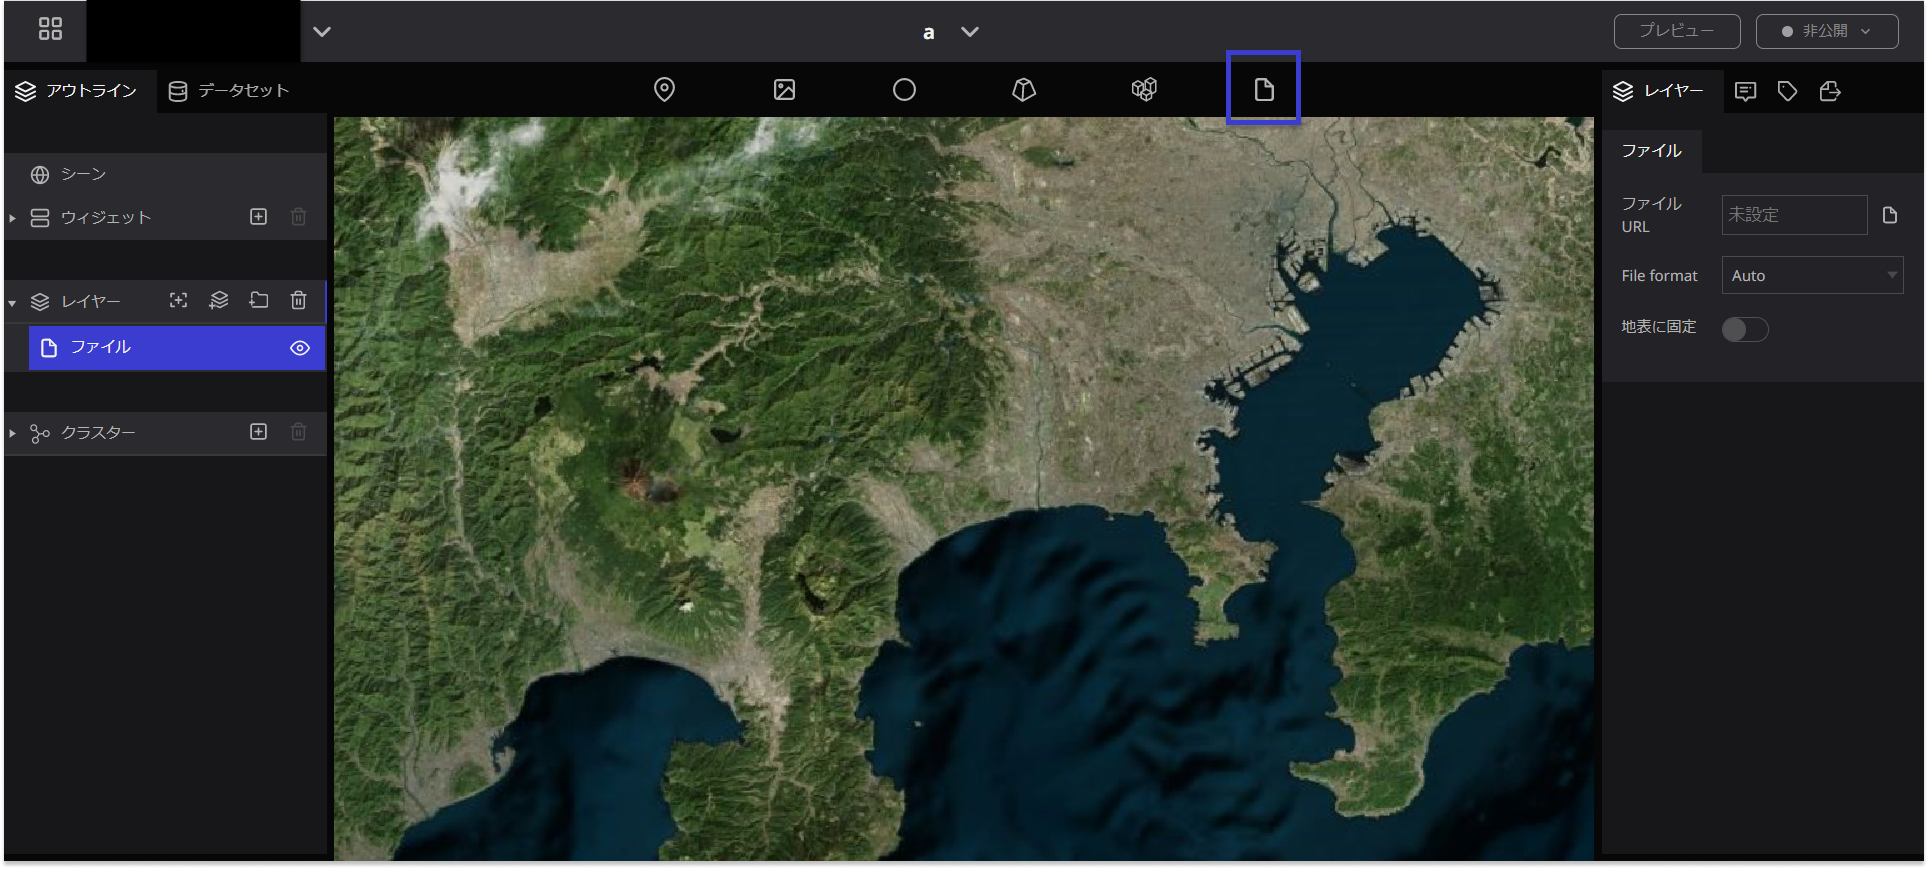 a
プレビュー
非公開
アウトライン
データセット
レイヤー
シーン
ウィジェット
レイヤー
ファイル
クラスター
ファイル
ファイル
URL
未設定
File format
Auto
地表に固定